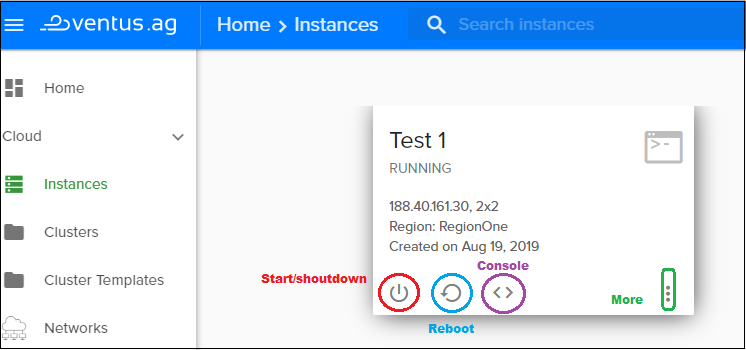 ventus.ag
Home > Instances
Search instances
Home
Cloud
Instances
Clusters
Cluster Templates
Networks
Test 1
RUNNING
188.40.161.30, 2x2
Region: RegionOne
Created on Aug 19, 2019
Console
Start/shoutdown
More
Reboot